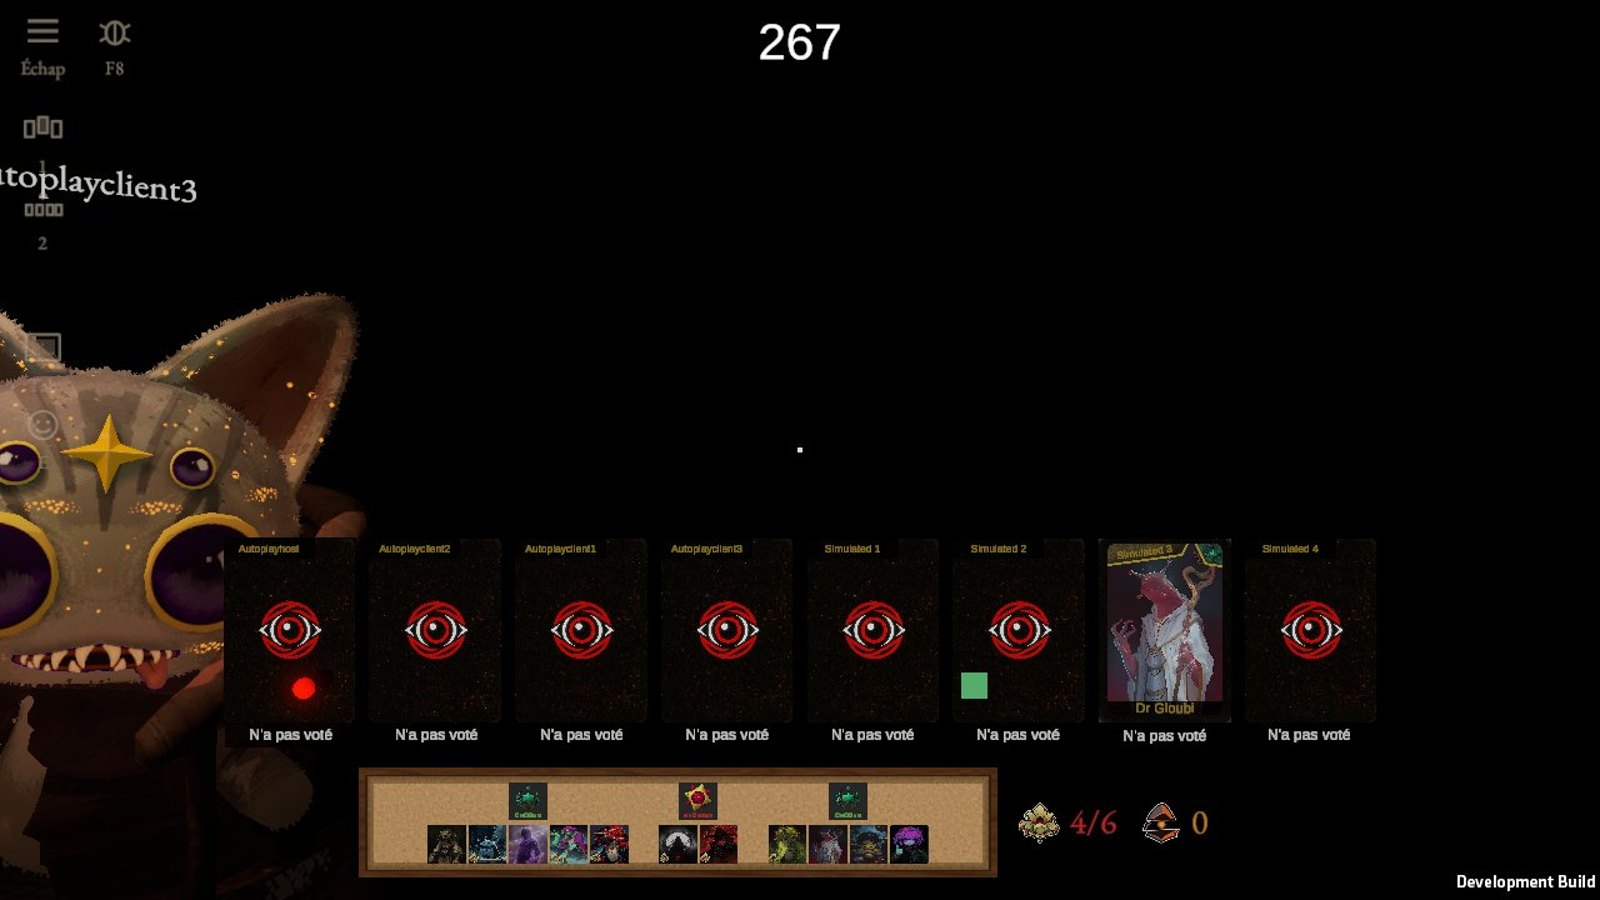 267
Échap
F8
utoplayclient3
1
2
Autoplayhost
Autoplayclient2
Autoplayclient1
Autoplayclient3
Simulated 1
Simulated 2
Simulated 3
Simulated 4
Dr Gloubi
N'a pas voté
N'a pas voté
N'a pas voté
N'a pas voté
N'a pas voté
N'a pas voté
N'a pas voté
N'a pas voté
4/6
0
Development Build